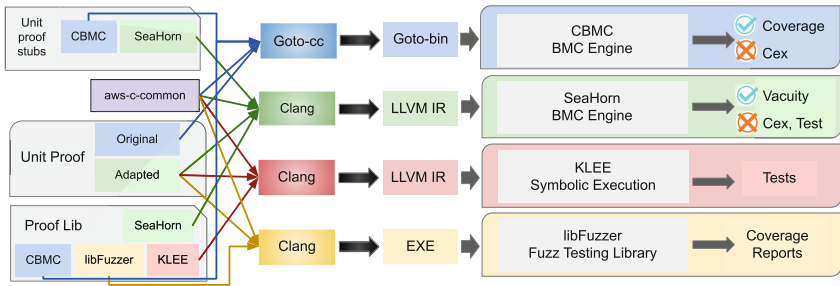 Unit
proof
stubs
CBMC
SeaHorn
aws-c-common
Unit Proof
Original
Adapted
Proof Lib
SeaHorn
CBMC
libFuzzer
KLEE
Goto-cc
Goto-bin
CBMC
BMC Engine
Coverage
Cex
Clang
LLVM IR
SeaHorn
BMC Engine
Vacuity
Cex, Test
Clang
LLVM IR
KLEE
Symbolic Execution
Tests
Clang
EXE
libFuzzer
Fuzz Testing Library
Coverage
Reports